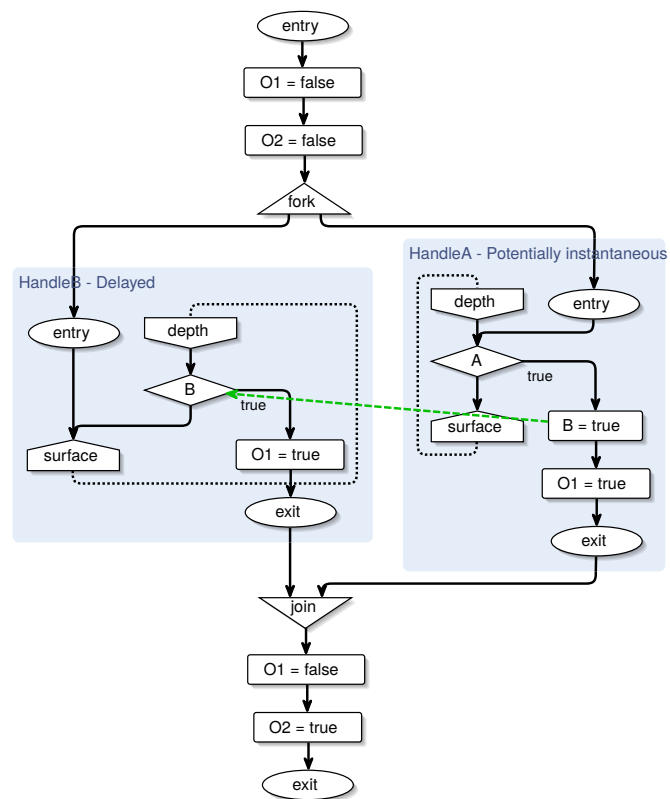 entry
O1 = false
O2 = false
fork
HandleB - Delayed
entry
depth
B
true
surface
O1 = true
exit
HandleA - Potentially instantaneous
depth
entry
A
true
surface
B = true
O1 = true
exit
join
O1 = false
O2 = true
exit